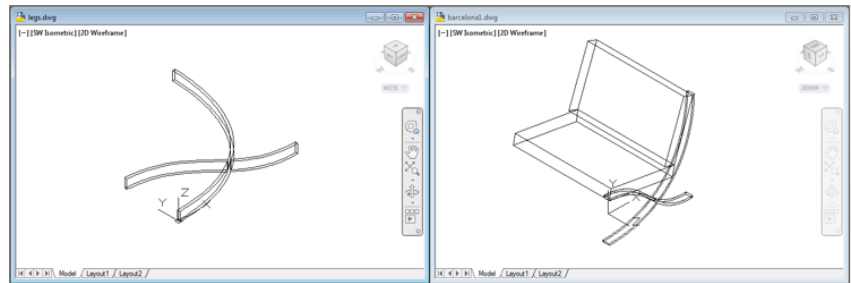 legs.dwg
[–] [SW Isometric] [2D Wireframe]
WCS
Z
Y
X
Model / Layout1 / Layout2 /
barcelona1.dwg
[–] [SW Isometric] [2D Wireframe]
Y
X
Z
Model / Layout1 / Layout2 /